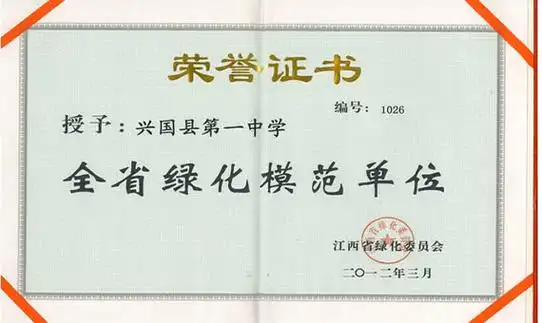 荣誉证书
编号：1026
授予：兴国县第一中学
全省绿化模范单位
江西省绿化委员会
二〇一二年三月